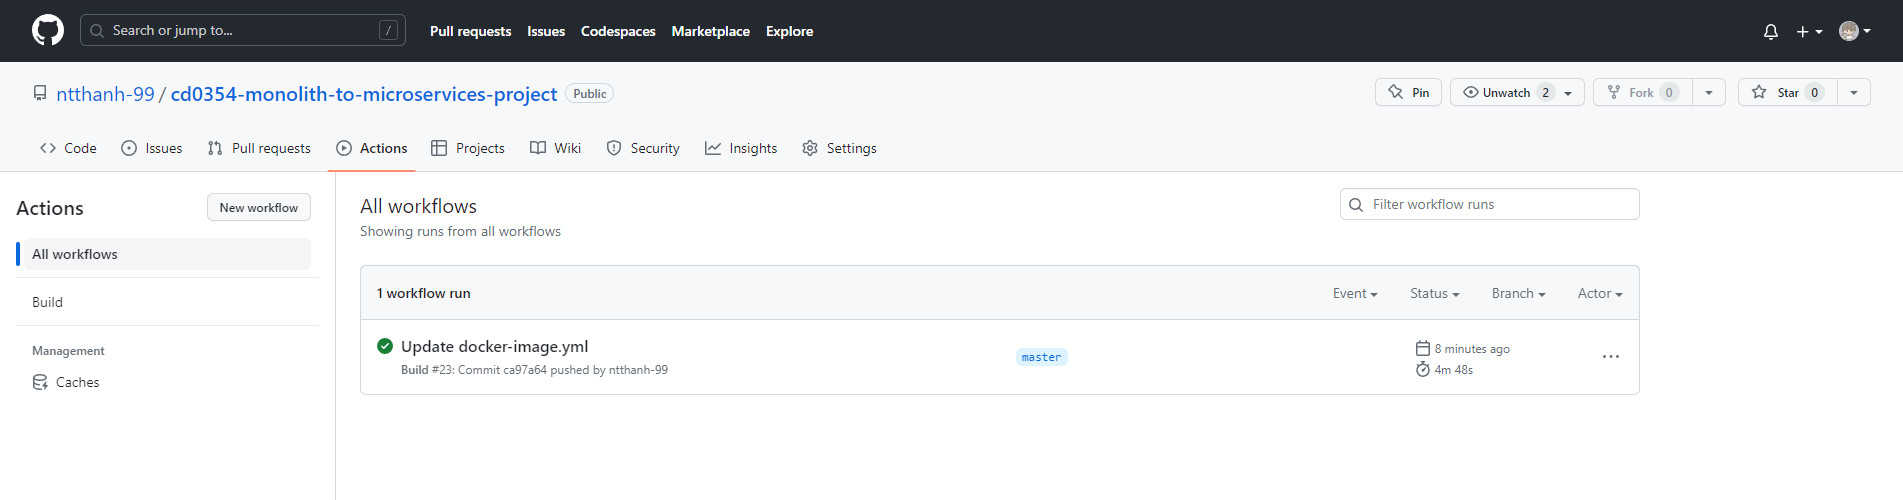 Search or jump to... /
Pull requests Issues Codespaces Marketplace Explore
ntthanh-99 / cd0354-monolith-to-microservices-project Public
Pin Unwatch 2 Fork 0 Star 0
Code Issues Pull requests Actions Projects Wiki Security Insights Settings
Actions New workflow
All workflows
Build
Management
Caches
All workflows
Showing runs from all workflows
Filter workflow runs
1 workflow run Event Status Branch Actor
Update docker-image.yml
Build #23: Commit ca97a64 pushed by ntthanh-99
master
8 minutes ago
4m 48s